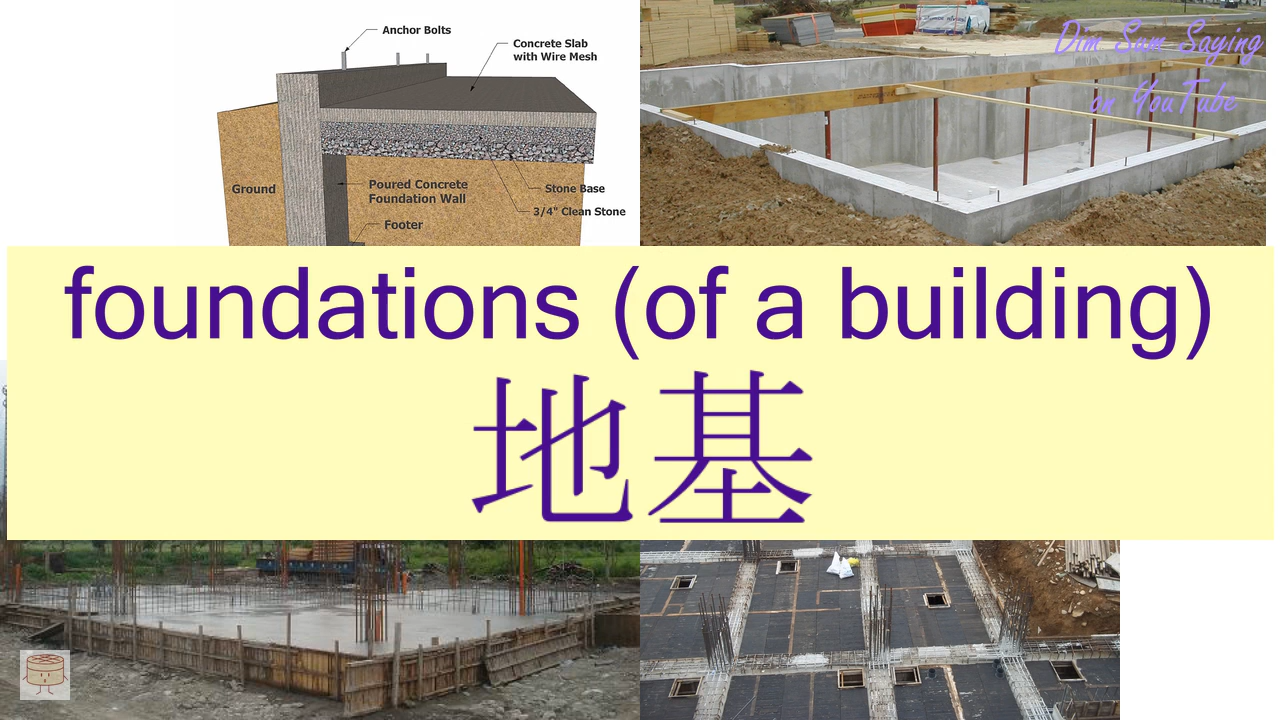 Anchor Bolts
Concrete Slab
with Wire Mesh
Ground
Poured Concrete
Foundation Wall
Stone Base
3/4" Clean Stone
Footer
Dim Sum Saying
on YouTube
foundations (of a building)
地基